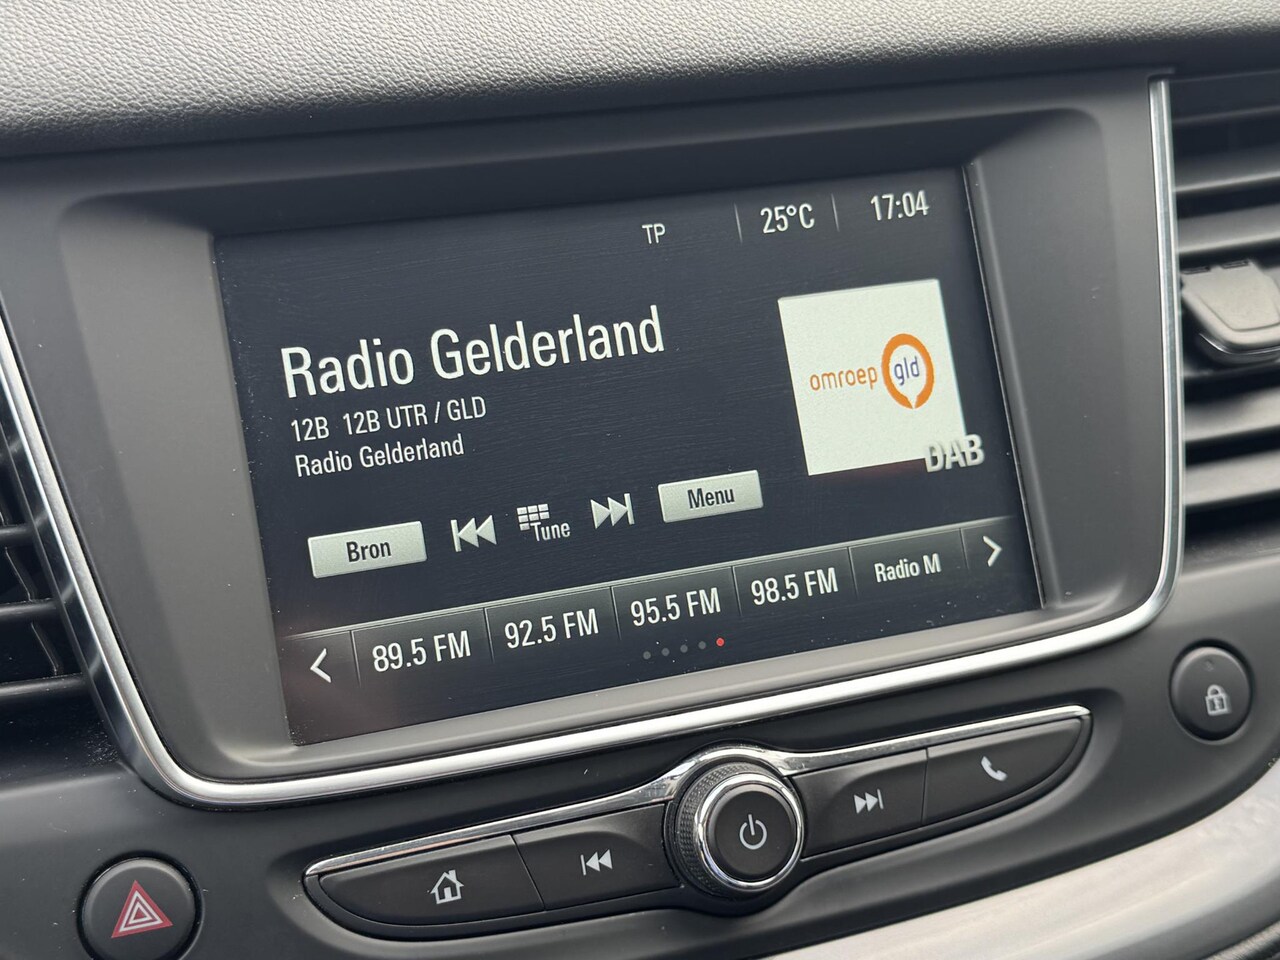 TP 25°C 17:04
Radio Gelderland
12B 12B UTR / GLD
Radio Gelderland
omroep gld
DAB
Bron Tune Menu
89.5 FM 92.5 FM 95.5 FM 98.5 FM Radio M